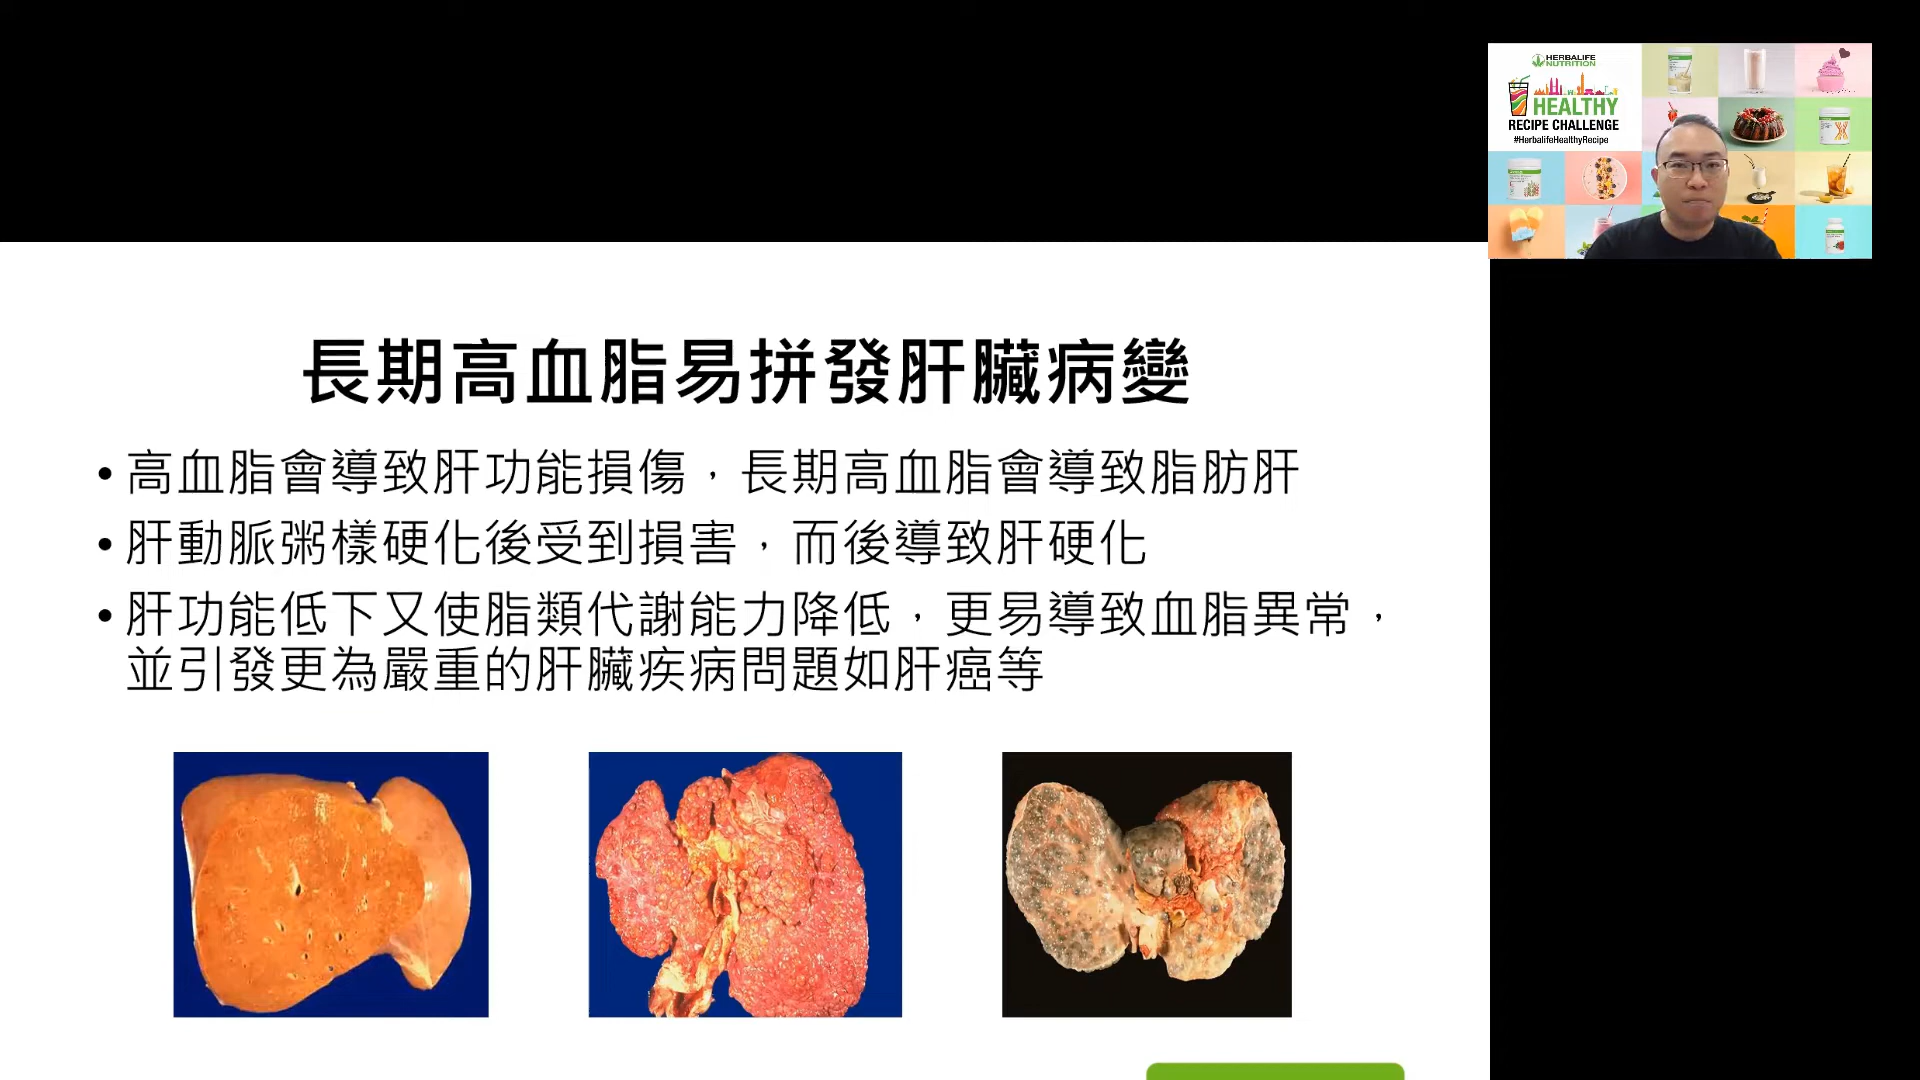 HERBALIFE
NUTRITION
HEALTHY
RECIPE CHALLENGE
#HerbalifeHealthyRecipe
長期高血脂易拼發肝臟病變
• 高血脂會導致肝功能損傷，長期高血脂會導致脂肪肝
• 肝動脈粥樣硬化後受到損害，而後導致肝硬化
• 肝功能低下又使脂類代謝能力降低，更易導致血脂異常，
並引發更為嚴重的肝臟疾病問題如肝癌等